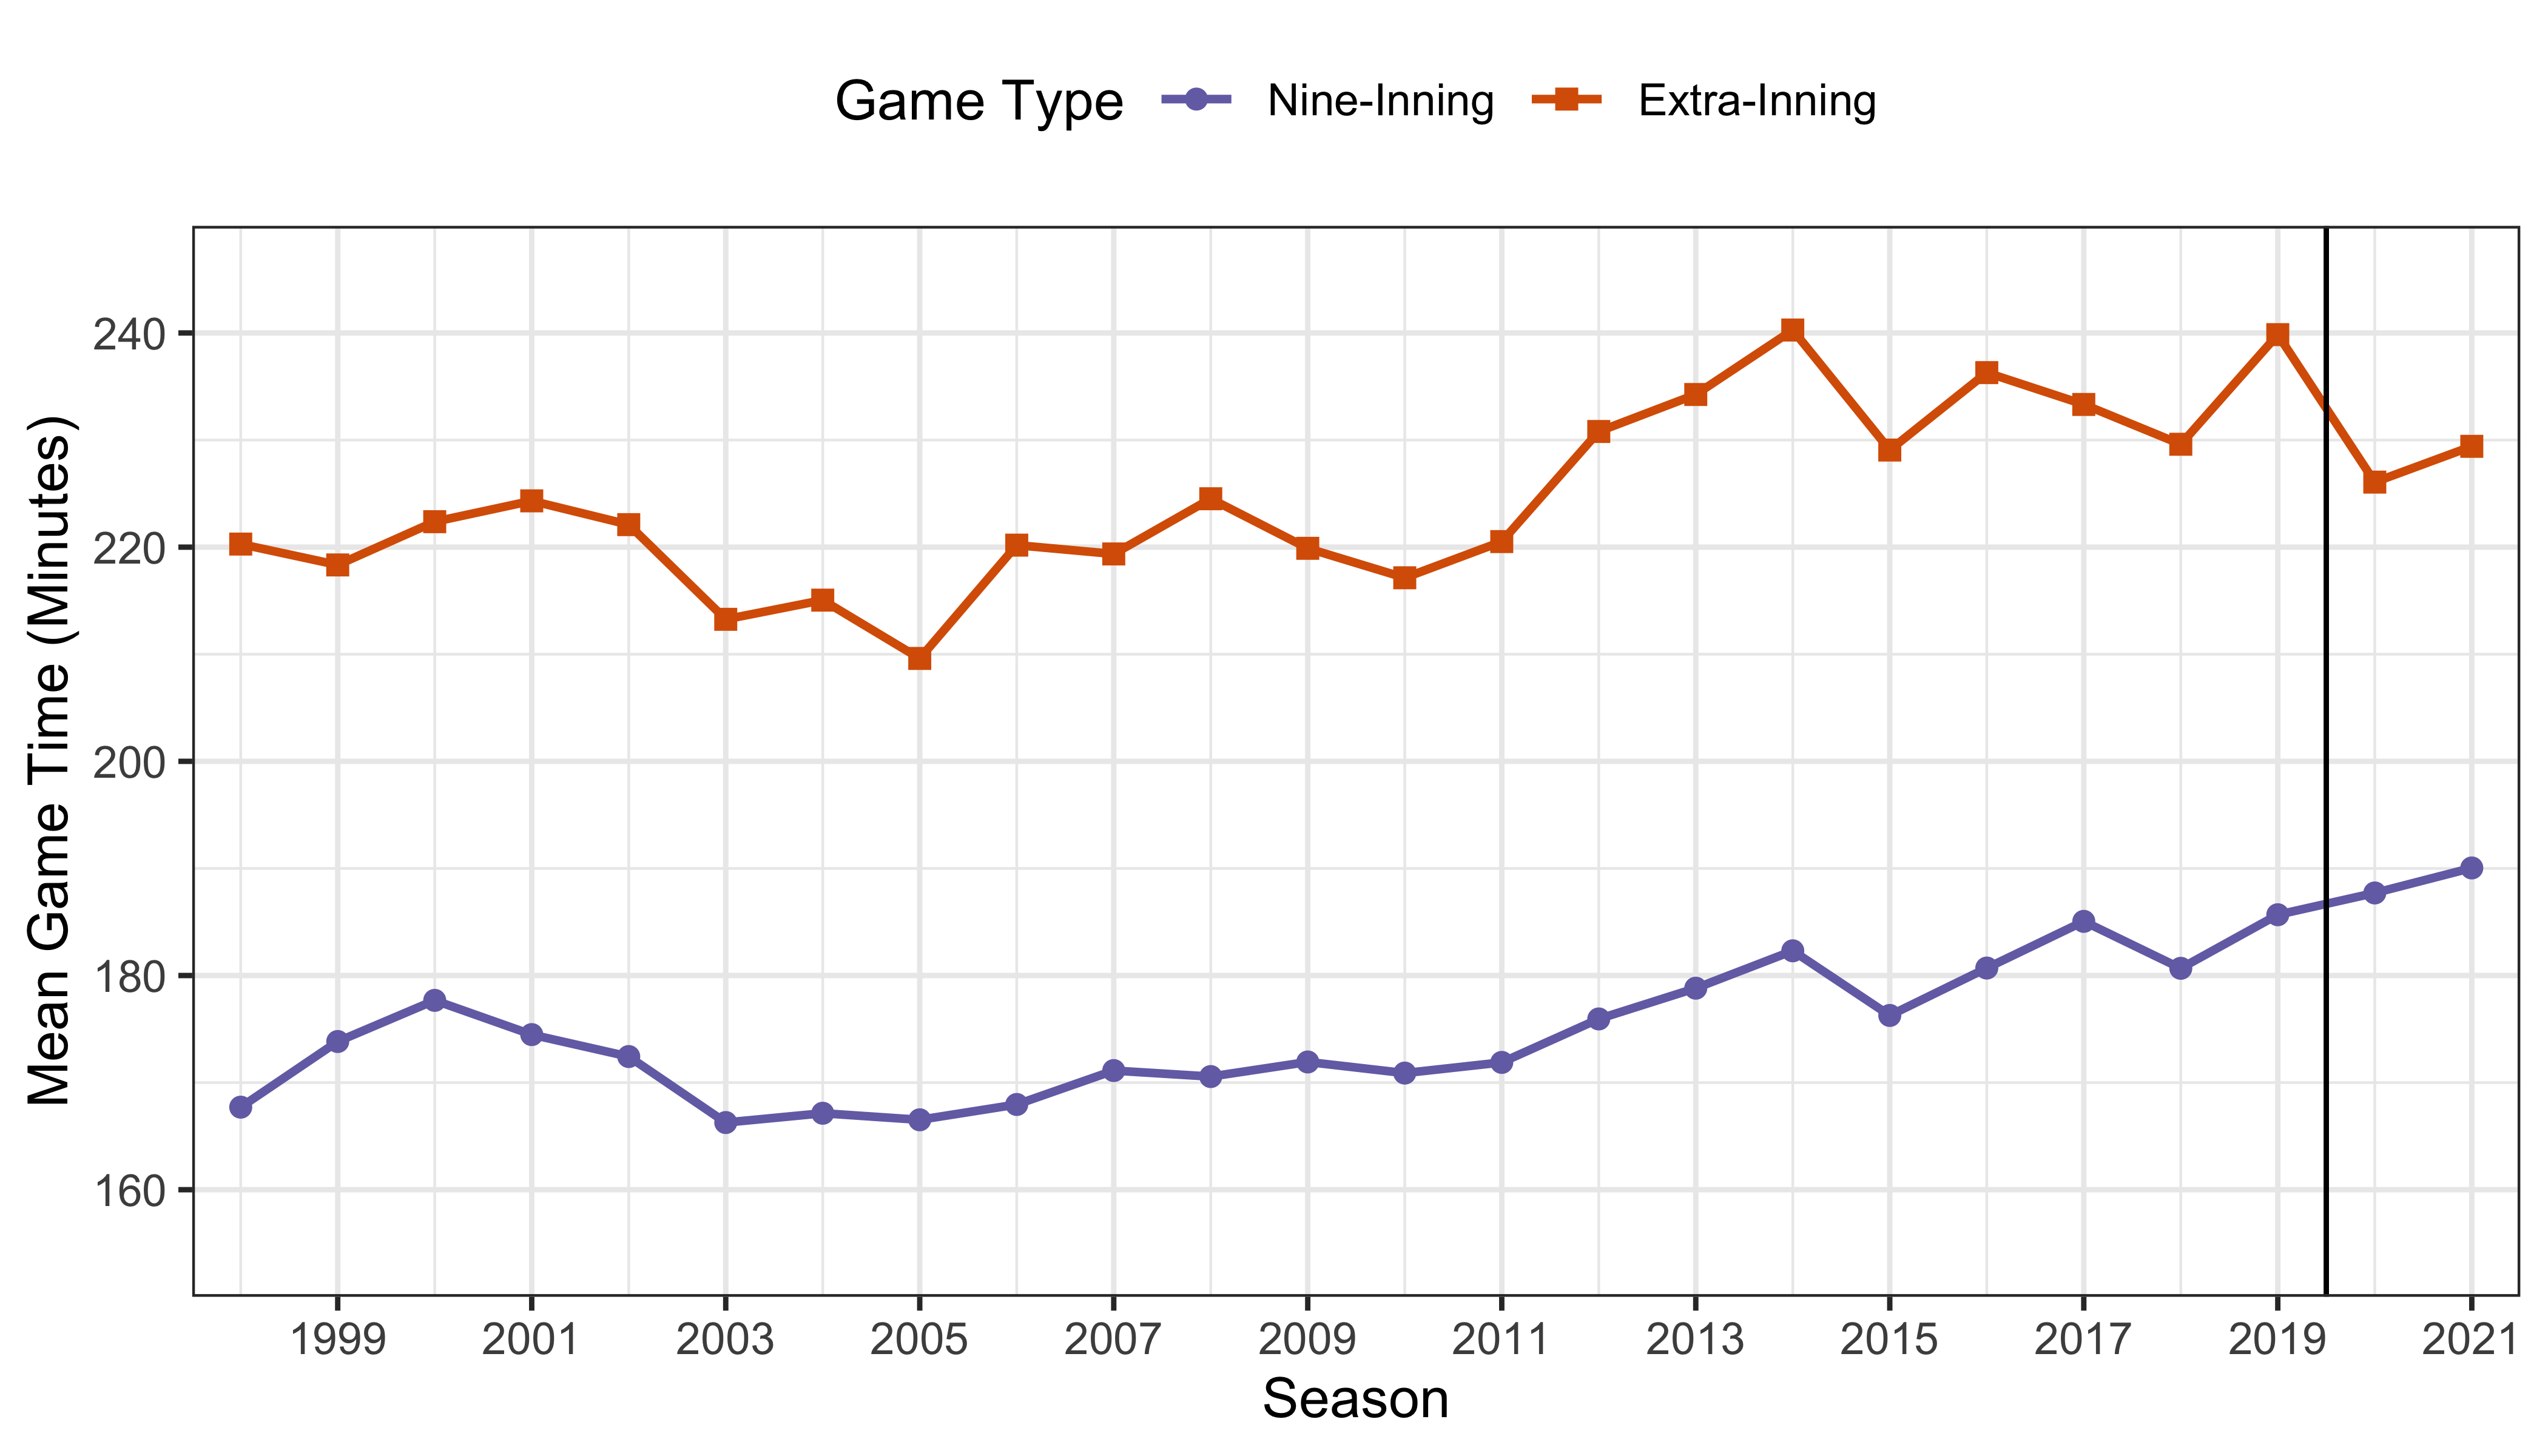 Game Type Nine-Inning Extra-Inning
Mean Game Time (Minutes)
240
220
200
180
160
1999 2001 2003 2005 2007 2009 2011 2013 2015 2017 2019 2021
Season